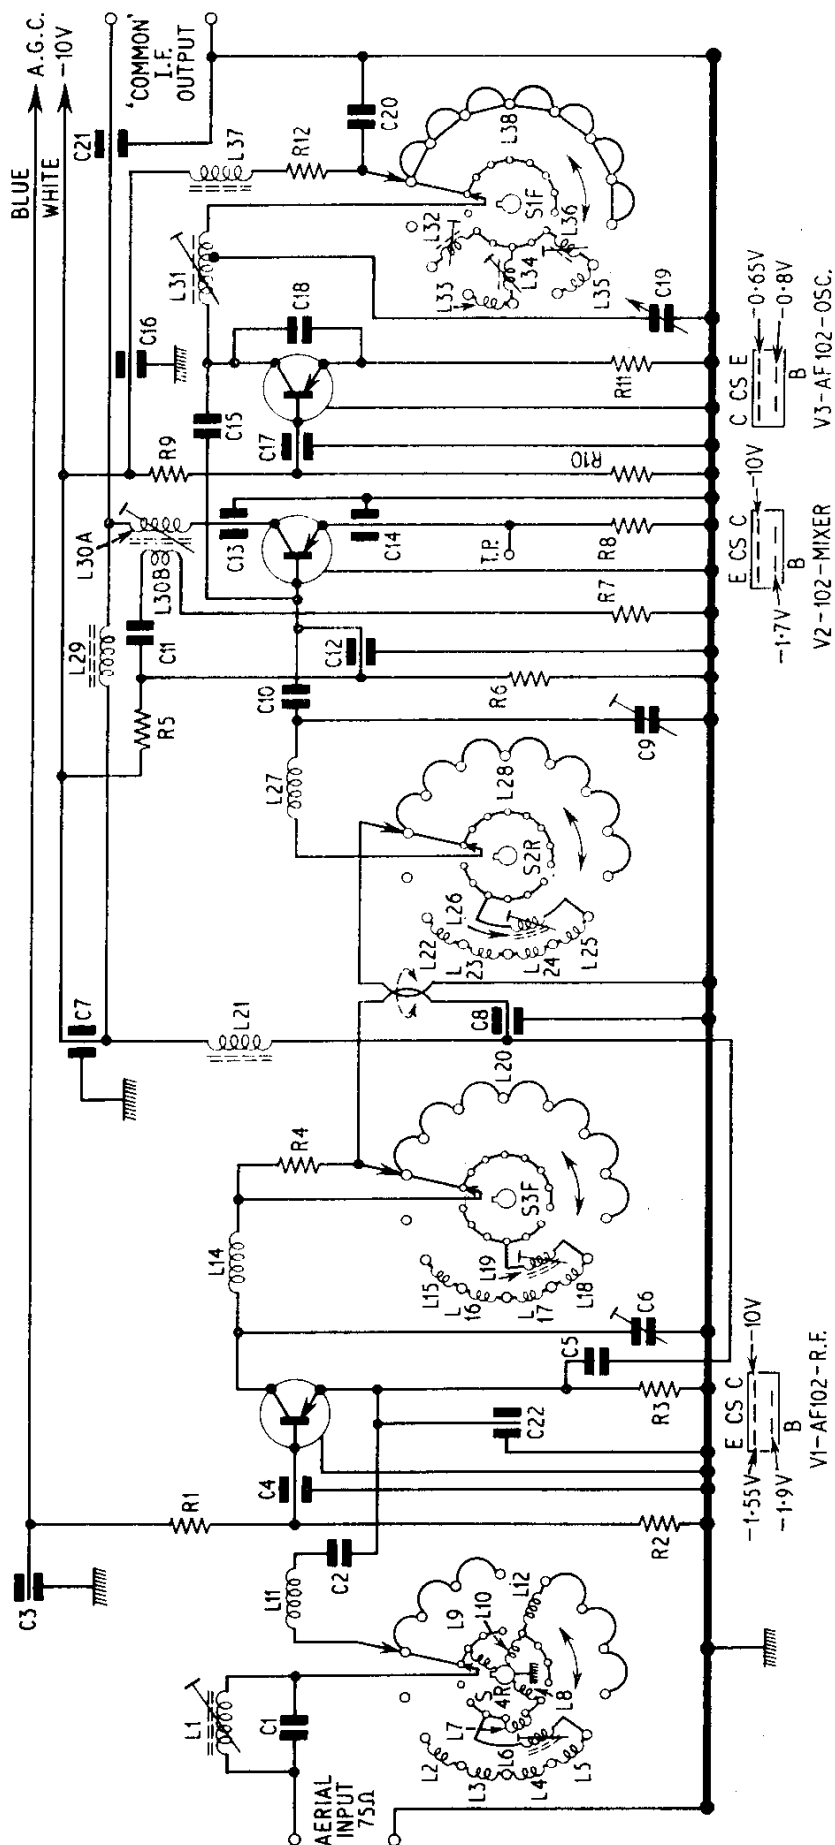 BLUE
A.G.C.
WHITE
-10V
C3
C7
C21
'COMMON'
I.F.
OUTPUT
L1
C1
AERIAL
INPUT
75Ω
L11
C2
R1
C4
L14
R4
L21
L29
R5
C11
L30A
L30B
R9
C16
L31
L37
R12
L27
C10
C12
C13
C15
C17
C18
C14
C20
L2
L3
L4
L5
L6
L7
L8
L9
L10
L12
S
4R
C22
C5
L15
L
16
L
17
L18
L19
S3F
L20
C8
L22
L
23
L
24
L25
L26
S2R
L28
T.P.
L32
L33
L34
L35
L36
S1F
L38
R2
R3
C6
C9
R6
R7
R8
R10
R11
C19
E CS C
-10V
-1·55V
-1·9V
B
V1-AF102-R.F.
E CS C
-10V
-1·7V
B
V2-102-MIXER
C CS E
-0·65V
-0·8V
B
V3-AF102-OSC.